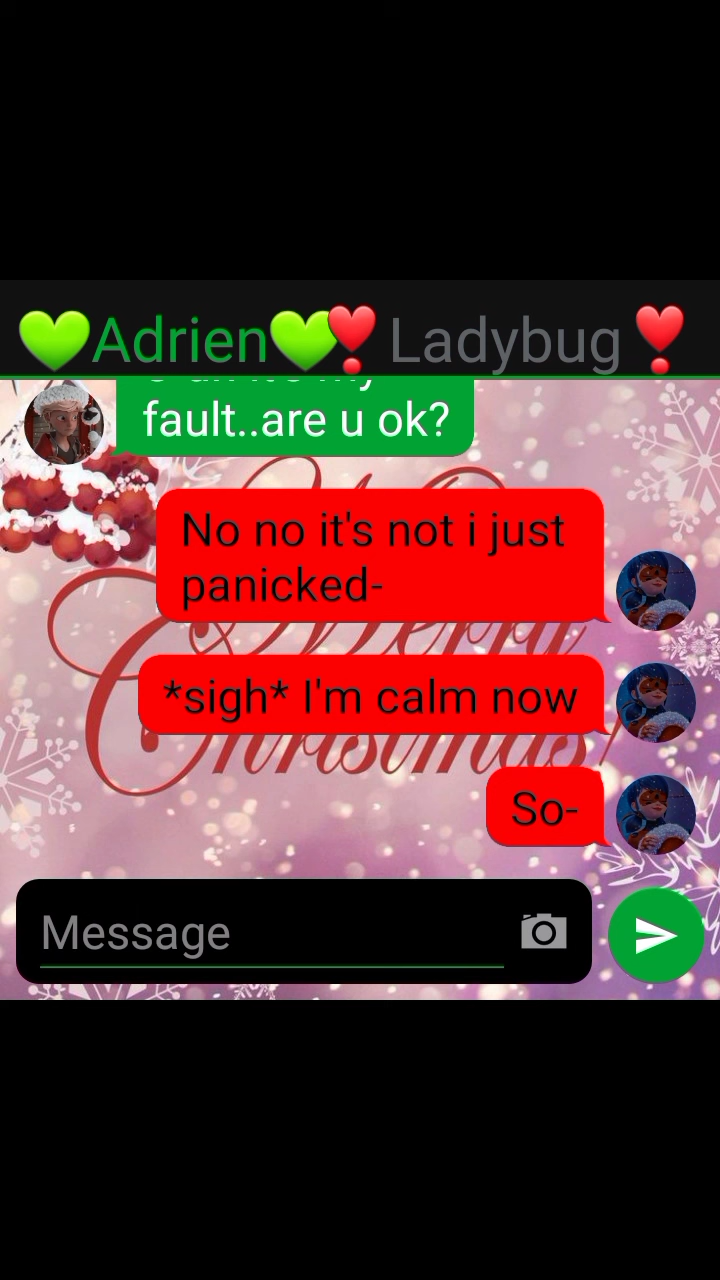 💚Adrien💚❣ Ladybug ❣
fault..are u ok?
No no it's not i just
panicked-
*sigh* I'm calm now
So-
Merry
Christmas!
Message